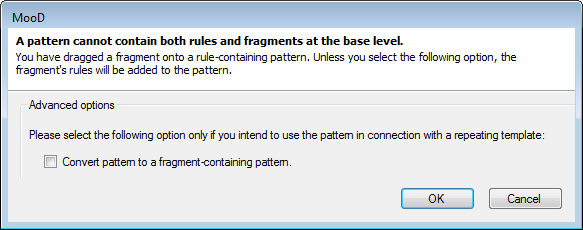 MooD
A pattern cannot contain both rules and fragments at the base level.
You have dragged a fragment onto a rule-containing pattern. Unless you select the following option, the
fragment's rules will be added to the pattern.
Advanced options
Please select the following option only if you intend to use the pattern in connection with a repeating template:
Convert pattern to a fragment-containing pattern.
OK
Cancel